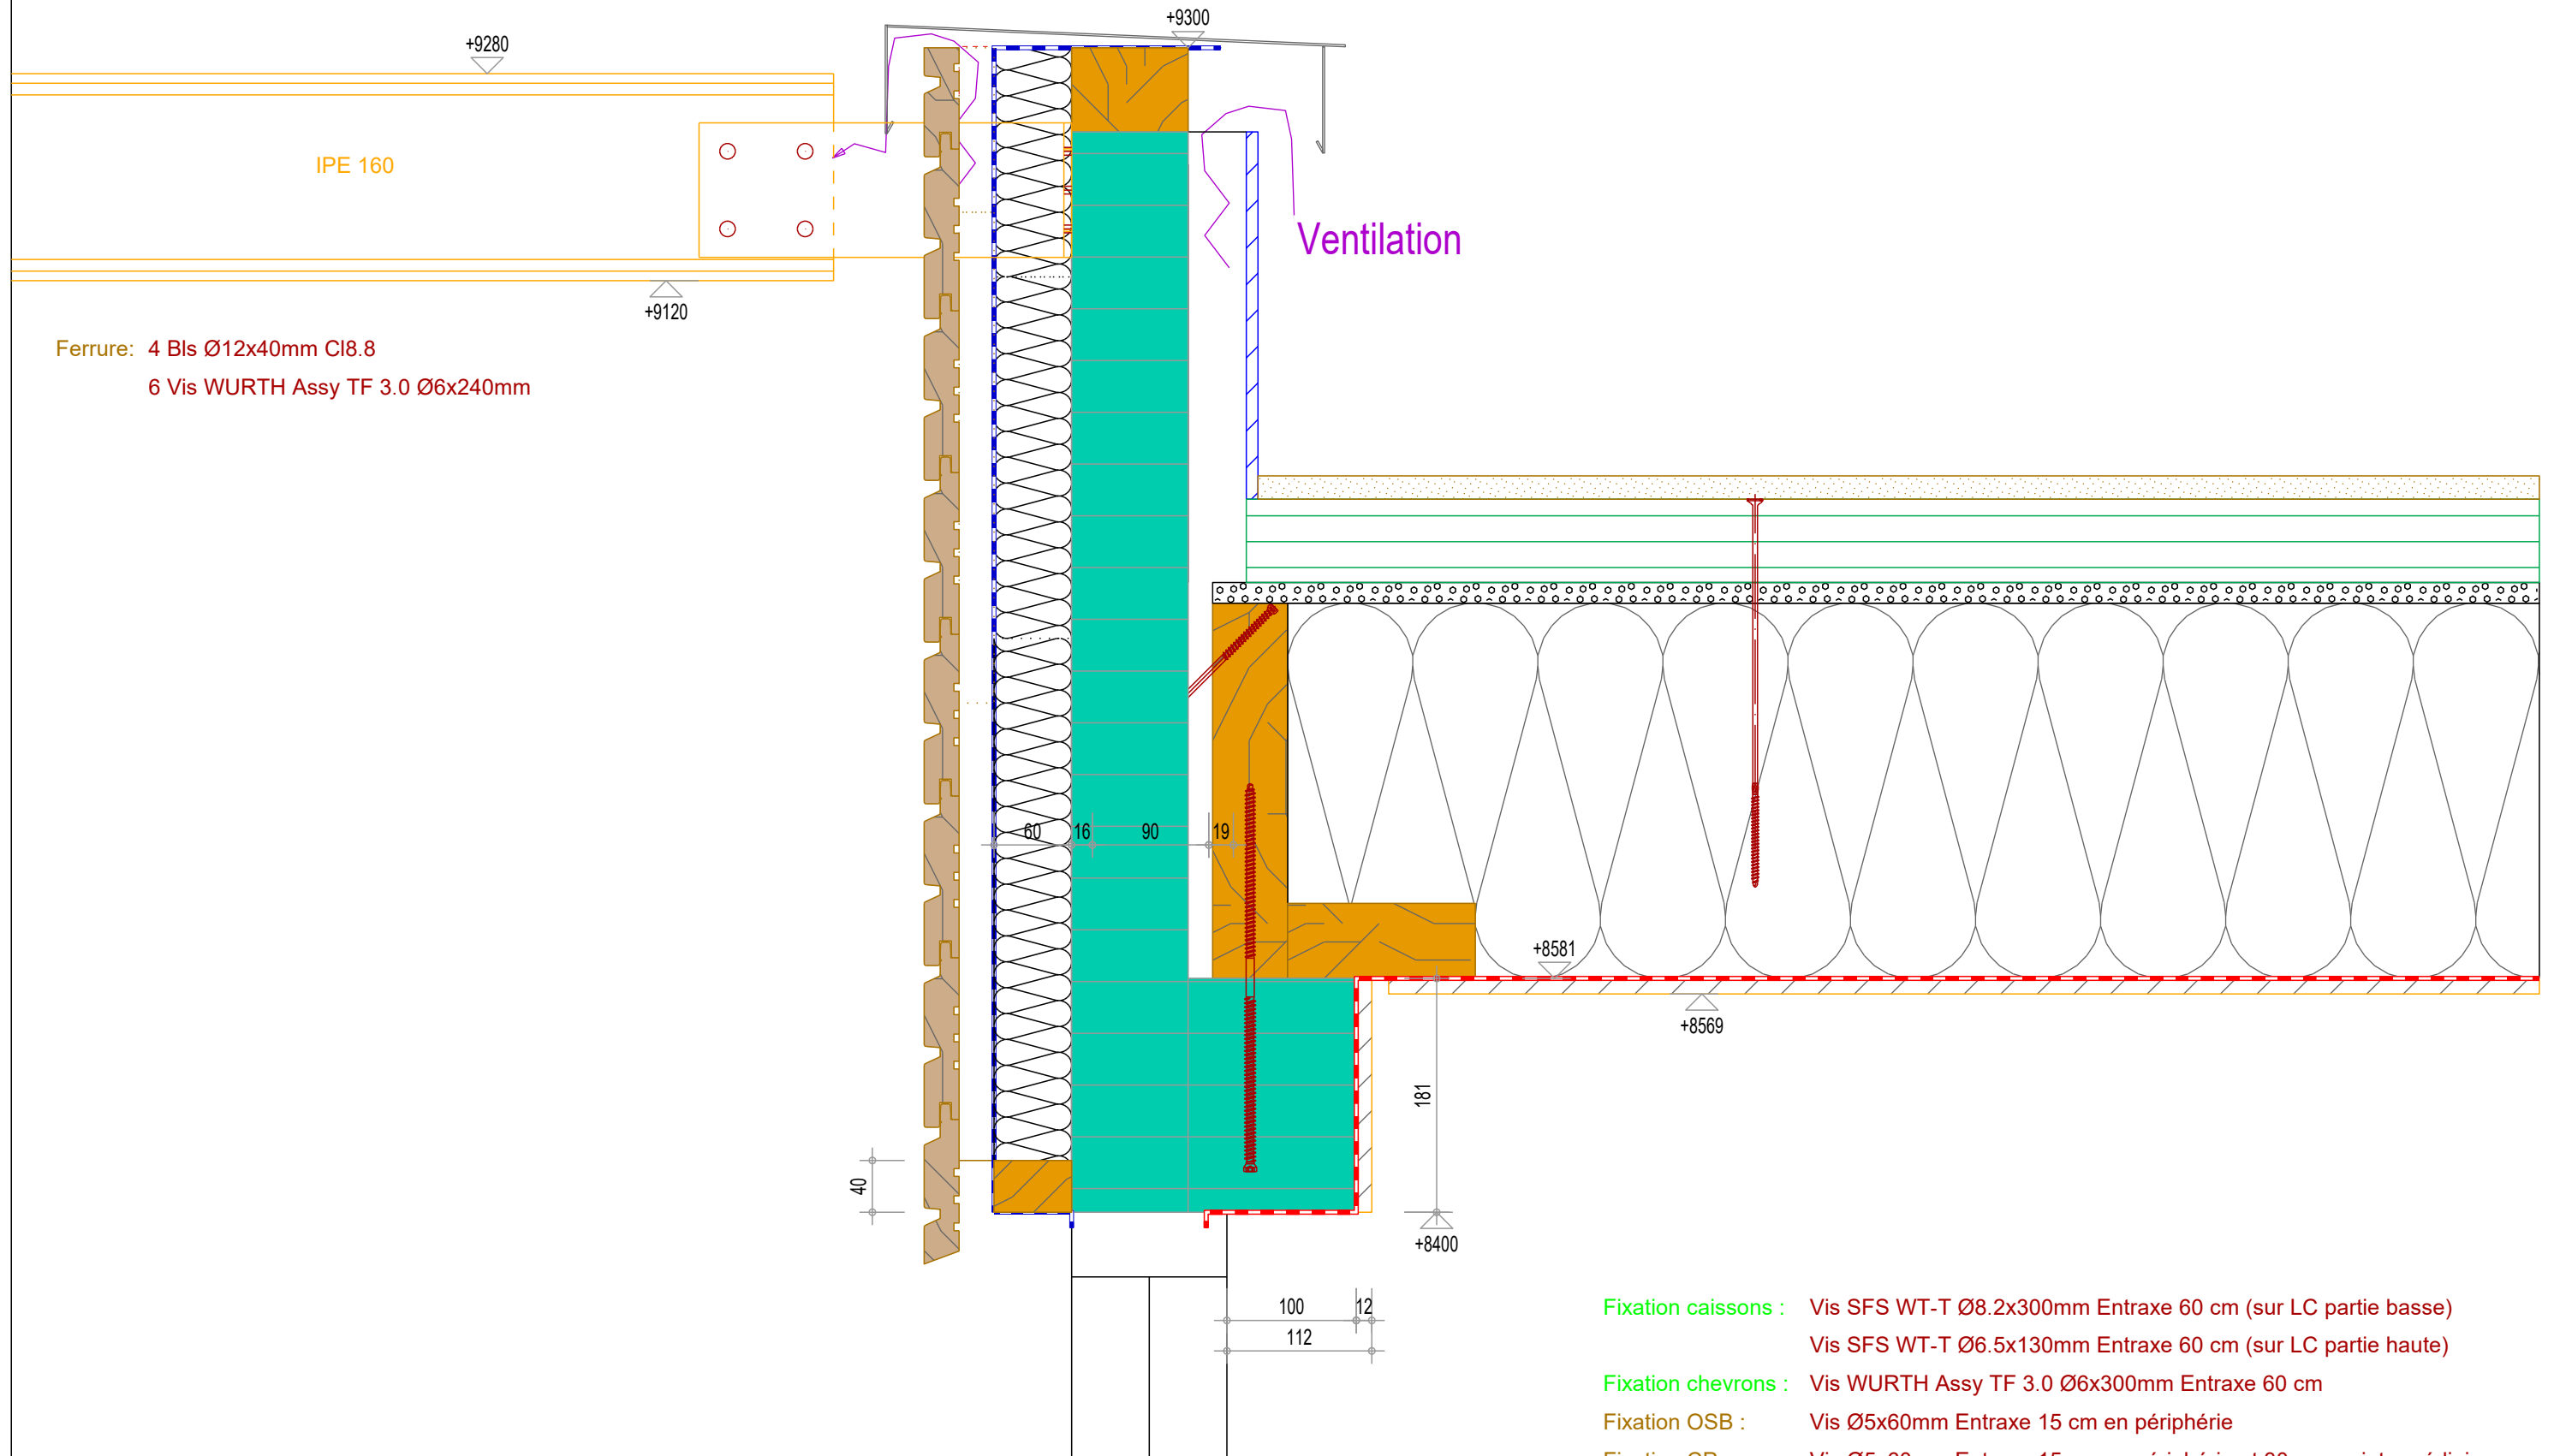 +9300
+9280
IPE 160
Ventilation
+9120
Ferrure: 4 Bls Ø12x40mm Cl8.8
6 Vis WURTH Assy TF 3.0 Ø6x240mm
60 16 90 19
+8581
+8569
181
40
+8400
100 12
112
Fixation caissons : Vis SFS WT-T Ø8.2x300mm Entraxe 60 cm (sur LC partie basse)
Vis SFS WT-T Ø6.5x130mm Entraxe 60 cm (sur LC partie haute)
Fixation chevrons : Vis WURTH Assy TF 3.0 Ø6x300mm Entraxe 60 cm
Fixation OSB : Vis Ø5x60mm Entraxe 15 cm en périphérie